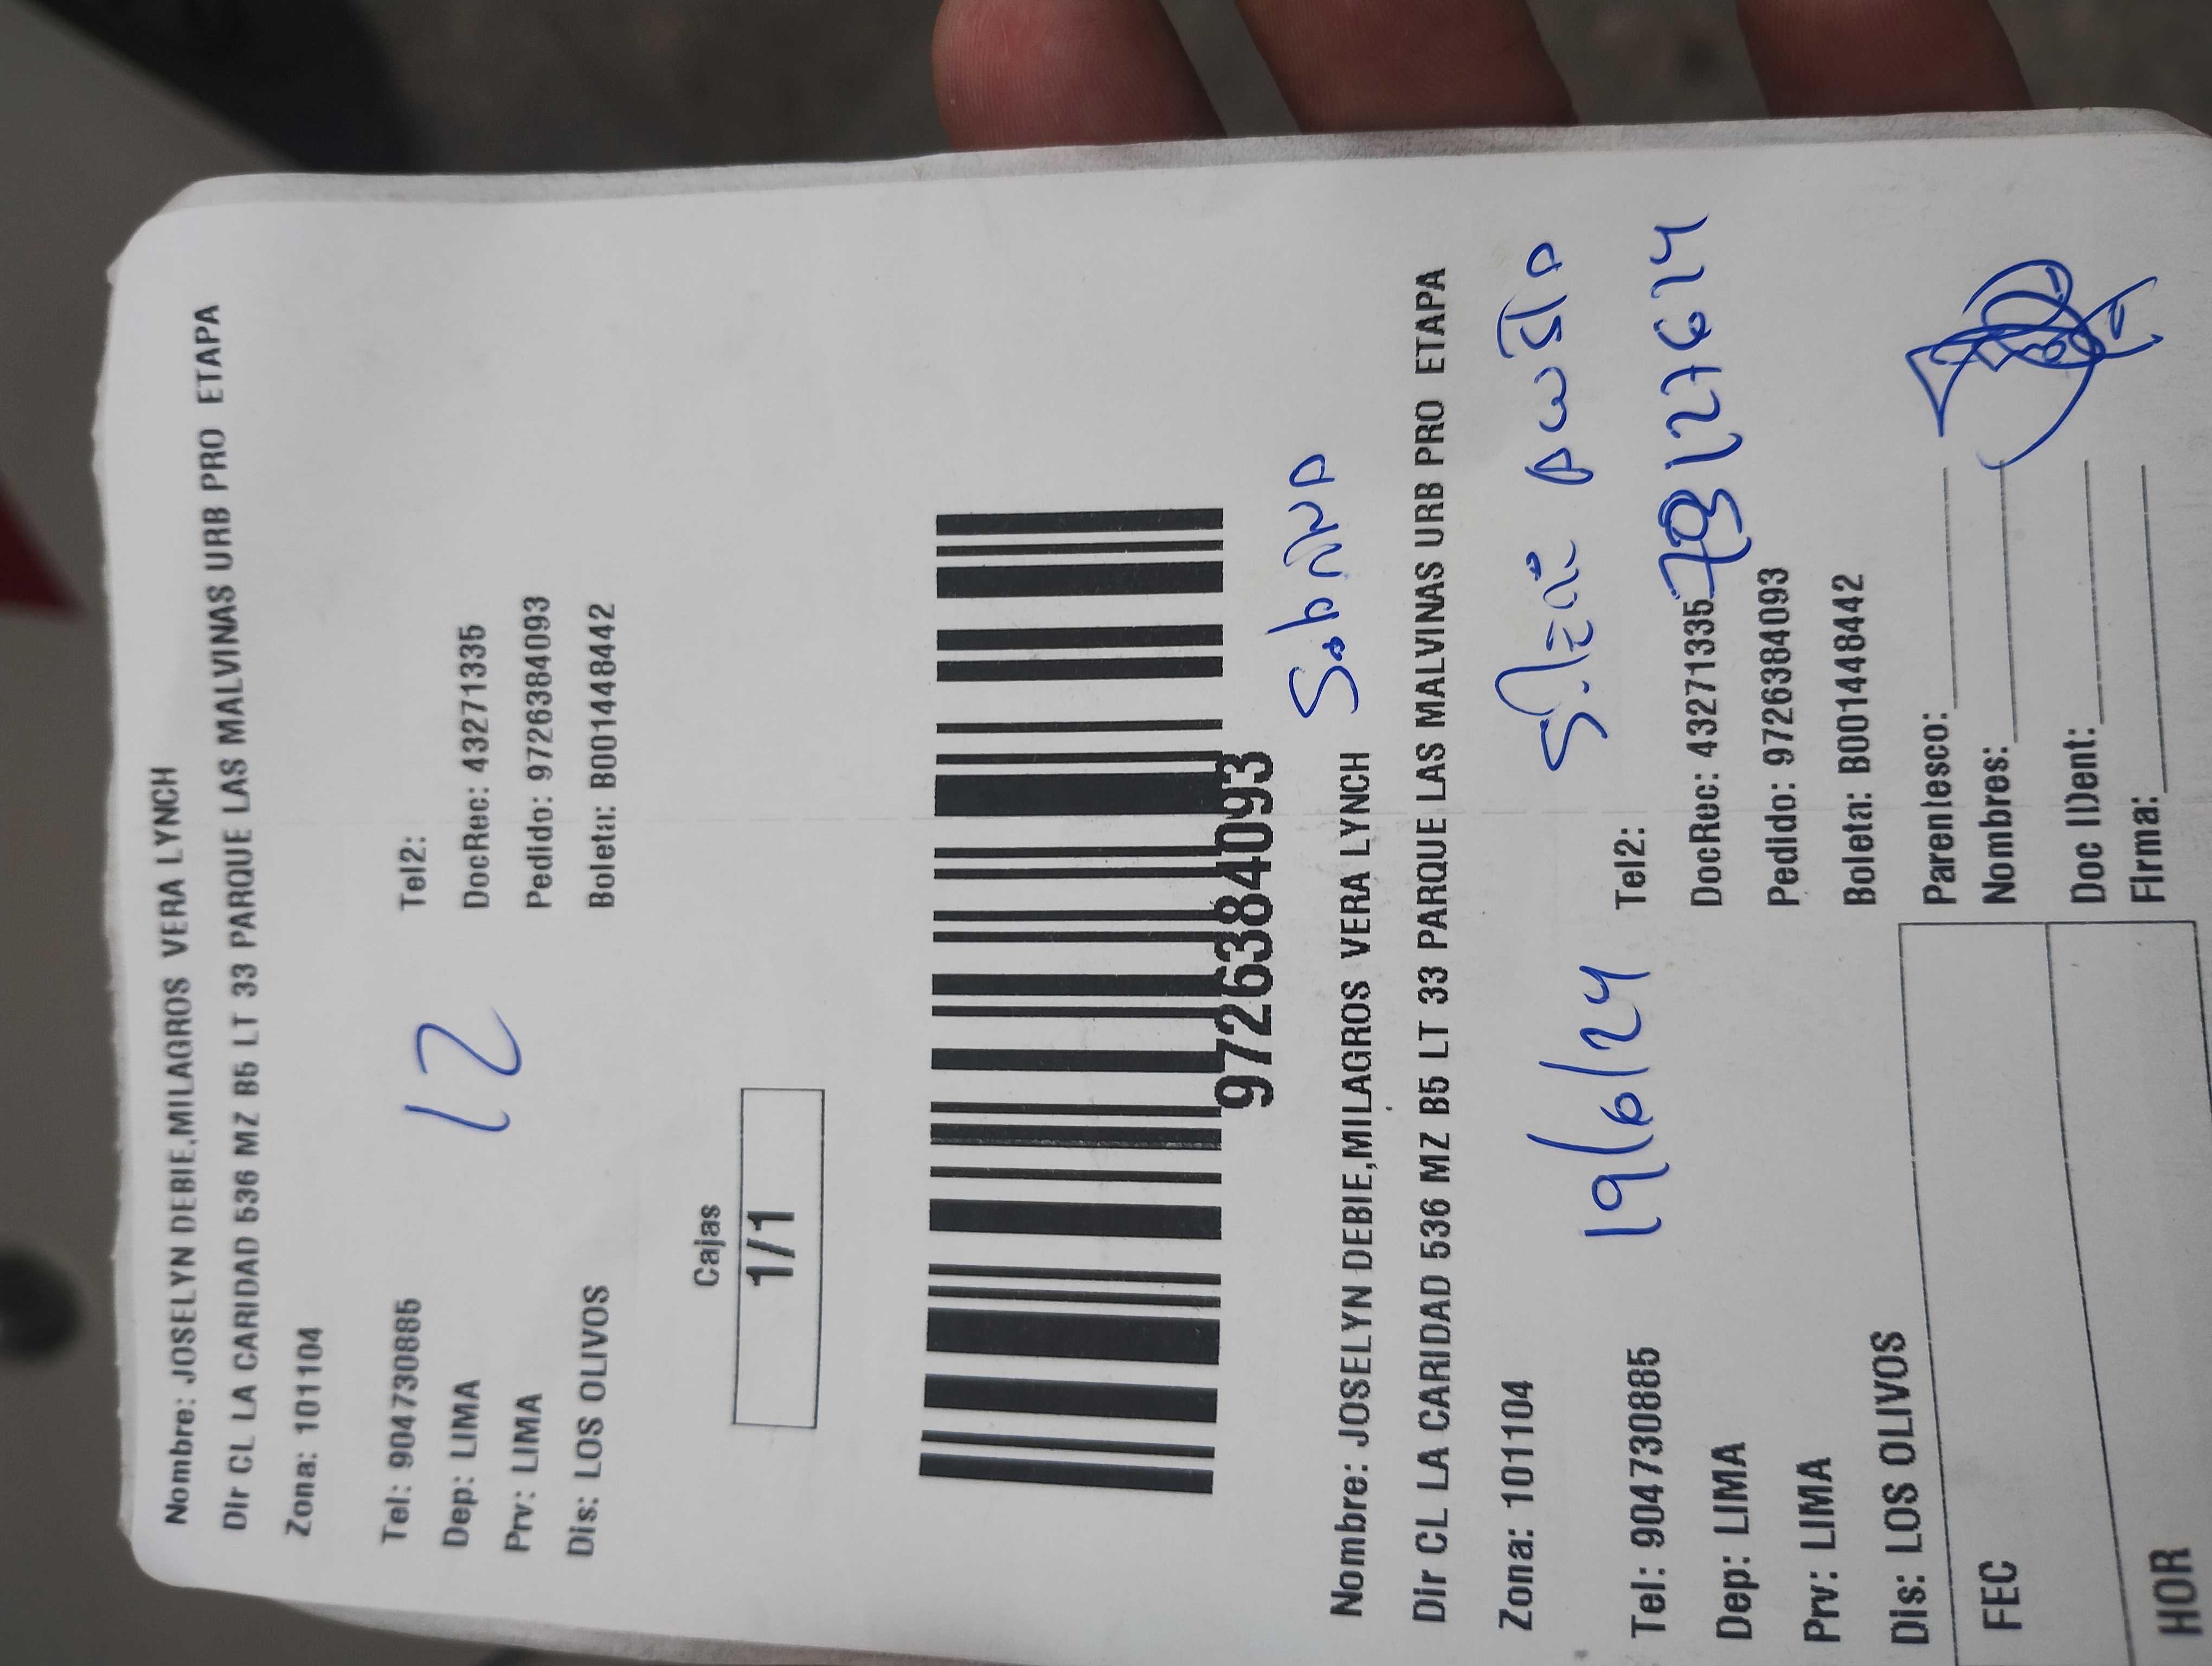 Nombre: JOSELYN DEBIE,MILAGROS VERA LYNCH
Dir CL LA CARIDAD 536 MZ B5 LT 33 PARQUE LAS MALVINAS URB PRO ETAPA
Zona: 101104
Tel: 904730885
Tel2:
Dep: LIMA
DocRec: 43271335
Prv: LIMA
Pedido: 9726384093
Dis: LOS OLIVOS
Boleta: B001448442
12
Cajas
1/1
9726384093
Nombre: JOSELYN DEBIE,MILAGROS VERA LYNCH
Dir CL LA CARIDAD 536 MZ B5 LT 33 PARQUE LAS MALVINAS URB PRO ETAPA
Zona: 101104
19/6/24
Tel: 904730885
Tel2:
Dep: LIMA
DocRec: 43271335
Prv: LIMA
Pedido: 9726384093
Dis: LOS OLIVOS
Boleta: B001448442
FEC
Parentesco:
Nombres:
HOR
Doc IDent:
Firma: